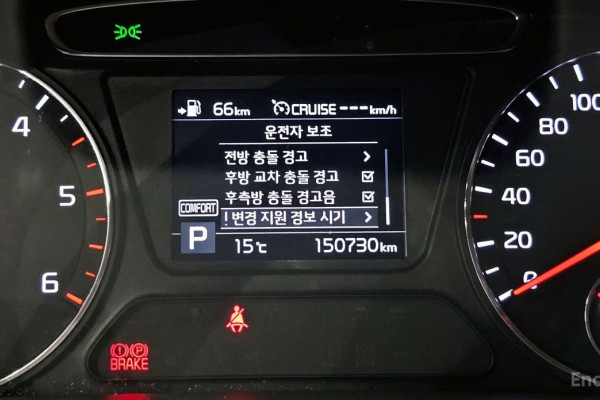 66km CRUISE ---km/h
운전자 보조
전방 충돌 경고
후방 교차 충돌 경고
후측방 충돌 경고음
COMFORT
! 변경 지원 경보 시기
P
15℃ 150730km
4
5
6
100
80
60
40
20
0
(!) (P)
BRAKE
Enc